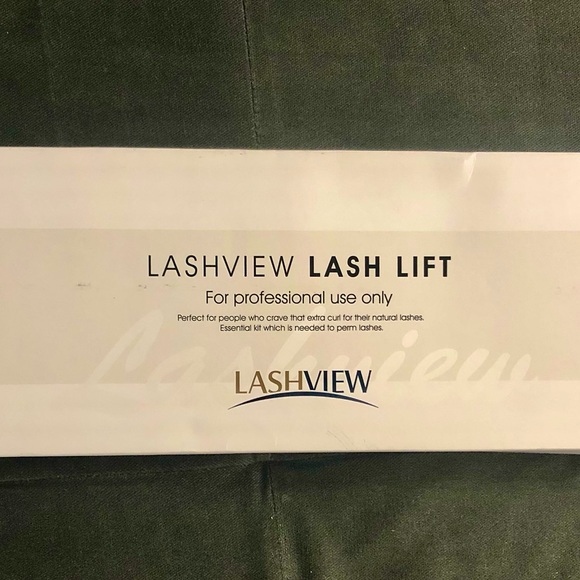 LASHVIEW LASH LIFT
For professional use only
Perfect for people who crave that extra curl for their natural lashes.
Essential kit which is needed to perm lashes.
Lashview
LASHVIEW